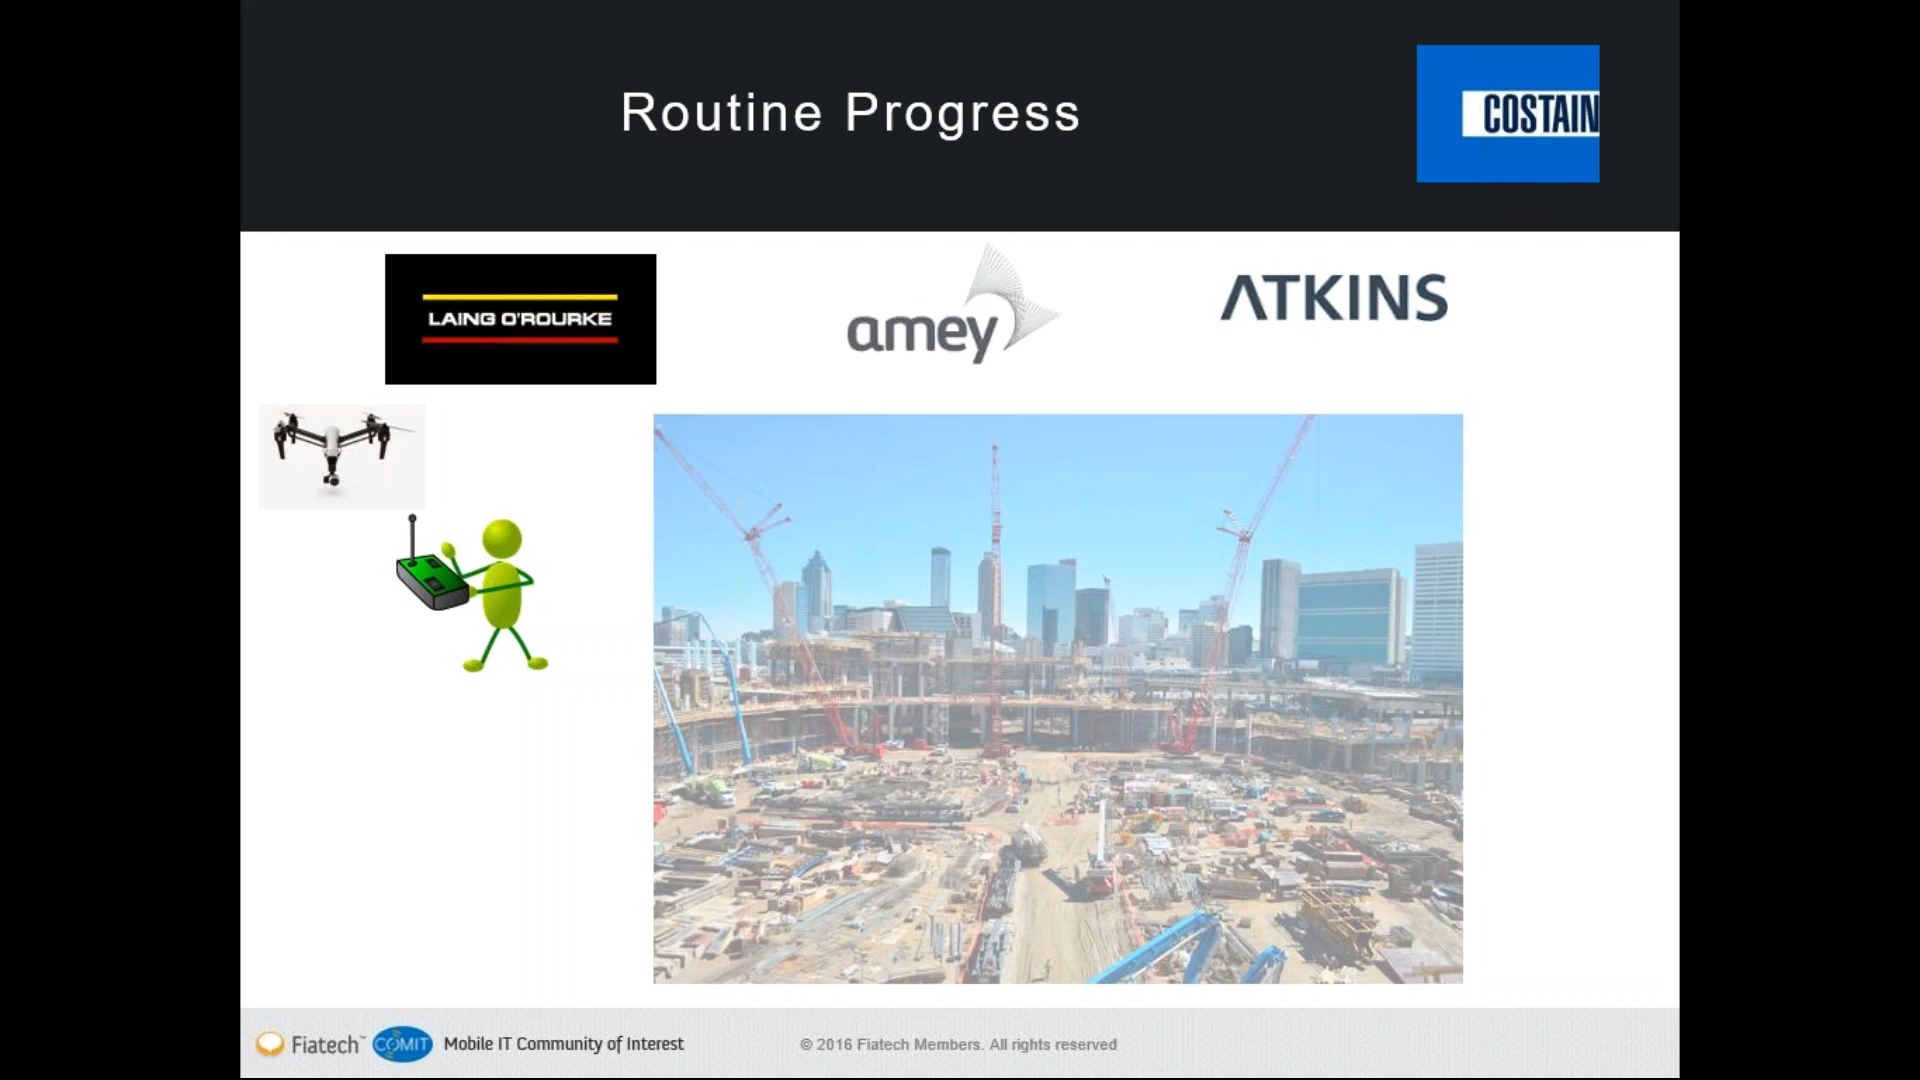 Routine Progress
COSTAIN
LAING O'ROURKE
amey
ATKINS
Fiatech™ COMIT Mobile IT Community of Interest
© 2016 Fiatech Members. All rights reserved